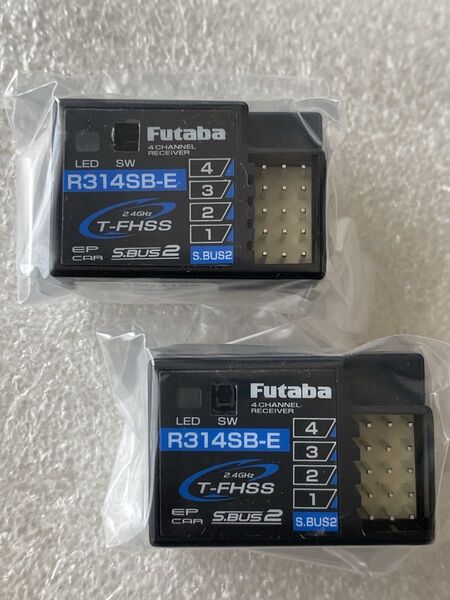 Futaba
4 CHANNEL
RECEIVER
LED SW
R314SB-E
4
3
2
1
2.4GHz
T-FHSS
EP
CAR
S.BUS2
S.BUS2
Futaba
4 CHANNEL
RECEIVER
LED SW
R314SB-E
4
3
2
1
2.4GHz
T-FHSS
EP
CAR
S.BUS2
S.BUS2